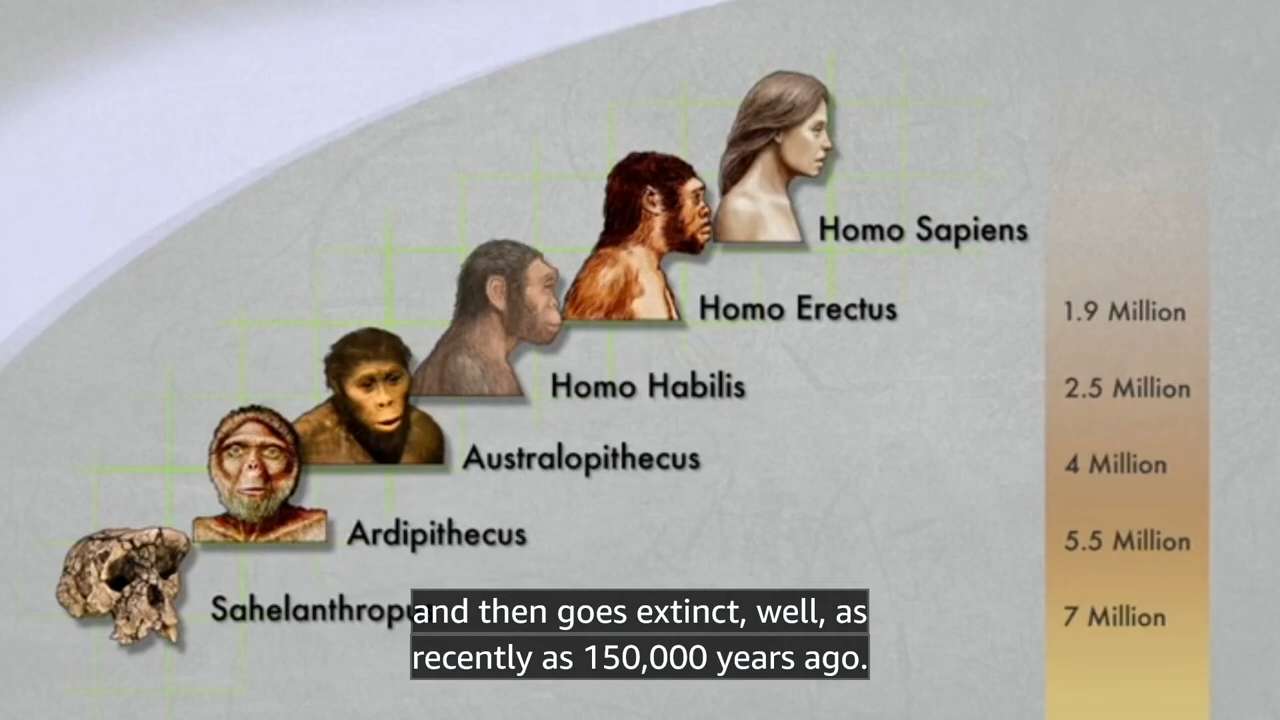 Homo Sapiens
Homo Erectus
1.9 Million
Homo Habilis
2.5 Million
Australopithecus
4 Million
Ardipithecus
5.5 Million
7 Million
and then goes extinct, well, as
recently as 150,000 years ago.